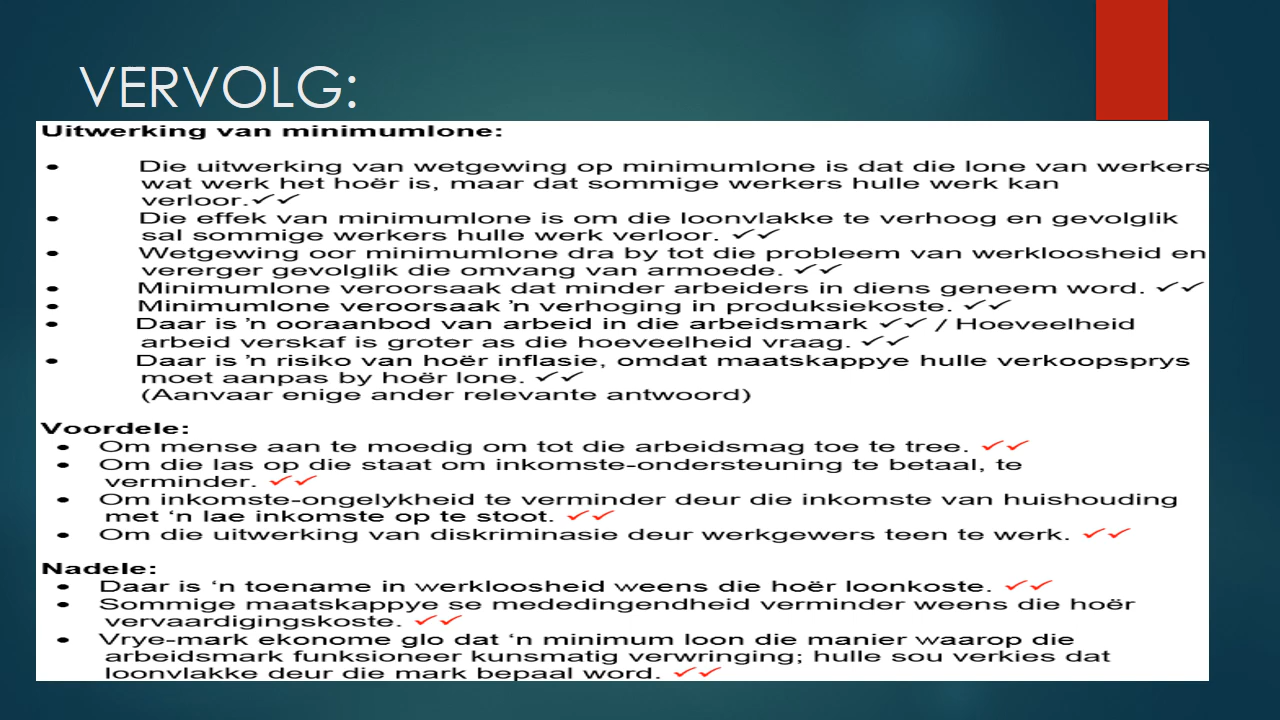 VERVOLG:
Uitwerking van minimumlone:
• Die uitwerking van wetgewing op minimumlone is dat die lone van werkers
wat werk het hoër is, maar dat sommige werkers hulle werk kan
verloor.✓✓
• Die effek van minimumlone is om die loonvlakke te verhoog en gevolglik
sal sommige werkers hulle werk verloor. ✓✓
• Wetgewing oor minimumlone dra by tot die probleem van werkloosheid en
vererger gevolglik die omvang van armoede. ✓✓
• Minimumlone veroorsaak dat minder arbeiders in diens geneem word. ✓✓
• Minimumlone veroorsaak ’n verhoging in produksiekoste. ✓✓
• Daar is ’n ooraanbod van arbeid in die arbeidsmark ✓✓ / Hoeveelheid
arbeid verskaf is groter as die hoeveelheid vraag. ✓✓
• Daar is ’n risiko van hoër inflasie, omdat maatskappye hulle verkoopsprys
moet aanpas by hoër lone. ✓✓
(Aanvaar enige ander relevante antwoord)
Voordele:
• Om mense aan te moedig om tot die arbeidsmag toe te tree. ✓✓
• Om die las op die staat om inkomste-ondersteuning te betaal, te
verminder. ✓✓
• Om inkomste-ongelykheid te verminder deur die inkomste van huishouding
met ‘n lae inkomste op te stoot. ✓✓
• Om die uitwerking van diskriminasie deur werkgewers teen te werk. ✓✓
Nadele:
• Daar is ‘n toename in werkloosheid weens die hoër loonkoste. ✓✓
• Sommige maatskappye se mededingendheid verminder weens die hoër
vervaardigingskoste. ✓✓
• Vrye-mark ekonome glo dat ‘n minimum loon die manier waarop die
arbeidsmark funksioneer kunsmatig verwringing; hulle sou verkies dat
loonvlakke deur die mark bepaal word. ✓✓